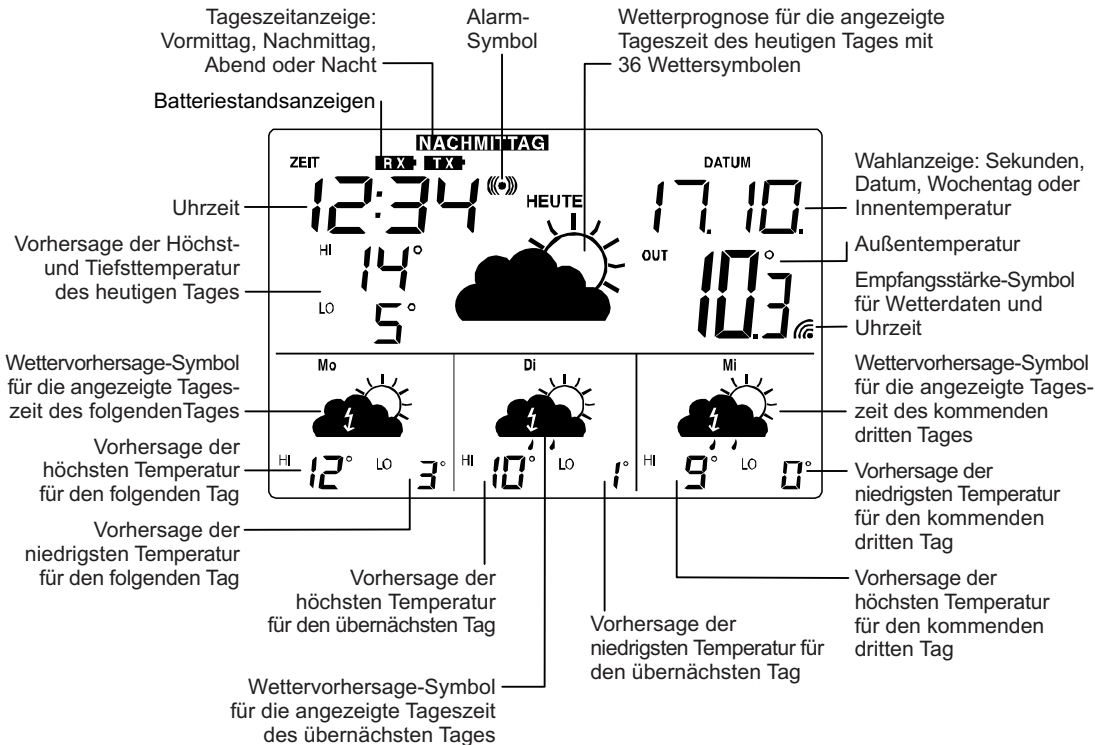 Tageszeitanzeige:
Vormittag, Nachmittag,
Abend oder Nacht
Alarm-
Symbol
Wetterprognose für die angezeigte
Tageszeit des heutigen Tages mit
36 Wettersymbolen
Batteriestandsanzeigen
NACHMITTAG
ZEIT
RX TX
DATUM
12:34
HEUTE
17.10.
Uhrzeit
Wahlanzeige: Sekunden,
Datum, Wochentag oder
Innentemperatur
Vorhersage der Höchst-
und Tiefsttemperatur
des heutigen Tages
HI
14°
LO
5°
OUT
10.3°
Außentemperatur
Empfangsstärke-Symbol
für Wetterdaten und
Uhrzeit
Wettervorhersage-Symbol
für die angezeigte Tages-
zeit des folgendenTages
Mo
Di
Mi
Wettervorhersage-Symbol
für die angezeigte Tages-
zeit des kommenden
dritten Tages
HI 12° LO 3°
HI 10° LO 1°
HI 9° LO 0°
Vorhersage der
höchsten Temperatur
für den folgenden Tag
Vorhersage der
niedrigsten Temperatur
für den folgenden Tag
Vorhersage der
höchsten Temperatur
für den übernächsten Tag
Wettervorhersage-Symbol
für die angezeigte Tageszeit
des übernächsten Tages
Vorhersage der
niedrigsten Temperatur für
den übernächsten Tag
Vorhersage der
niedrigsten Temperatur
für den kommenden
dritten Tag
Vorhersage der
höchsten Temperatur
für den kommenden
dritten Tag